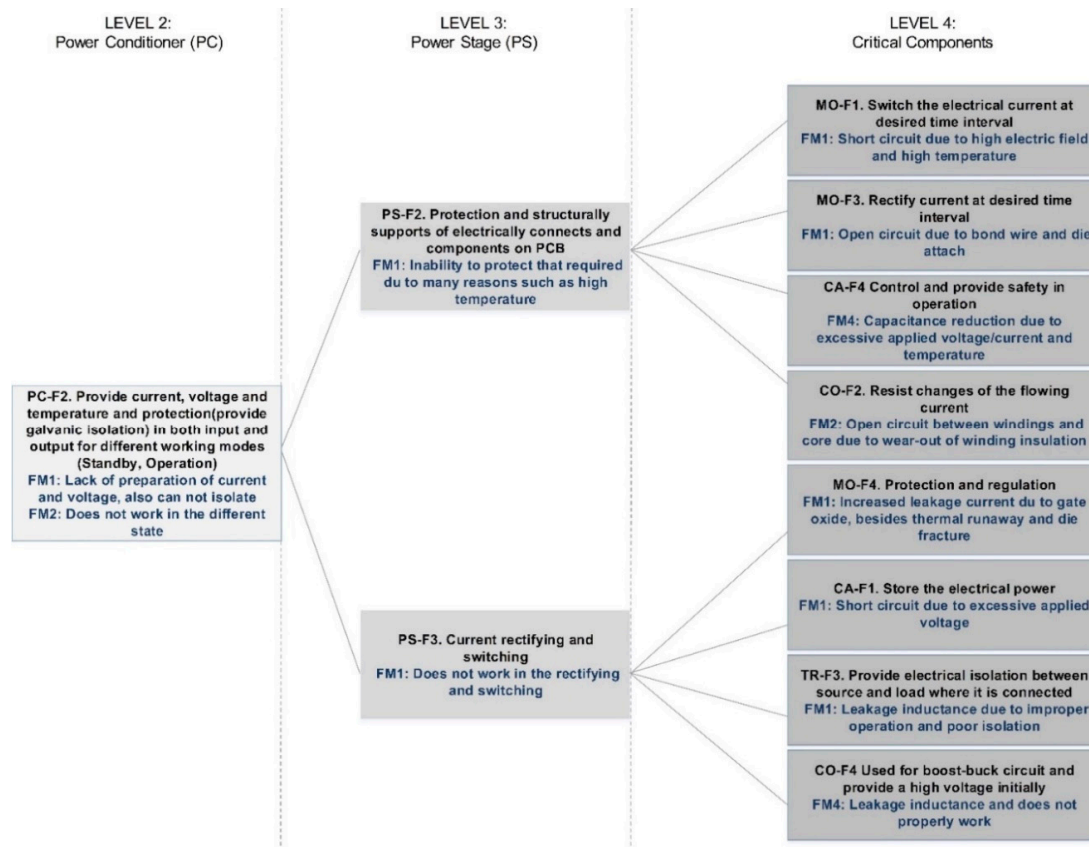 LEVEL 2:
Power Conditioner (PC)
LEVEL 3:
Power Stage (PS)
LEVEL 4:
Critical Components
PC-F2. Provide current, voltage and
temperature and protection(provide
galvanic isolation) in both input and
output for different working modes
(Standby, Operation)
FM1: Lack of preparation of current
and voltage, also can not isolate
FM2: Does not work in the different
state
PS-F2. Protection and structurally
supports of electrically connects and
components on PCB
FM1: Inability to protect that required
du to many reasons such as high
temperature
PS-F3. Current rectifying and
switching
FM1: Does not work in the rectifying
and switching
MO-F1. Switch the electrical current at
desired time interval
FM1: Short circuit due to high electric field
and high temperature
MO-F3. Rectify current at desired time
interval
FM1: Open circuit due to bond wire and die
attach
CA-F4 Control and provide safety in
operation
FM4: Capacitance reduction due to
excessive applied voltage/current and
temperature
CO-F2. Resist changes of the flowing
current
FM2: Open circuit between windings and
core due to wear-out of winding insulation
MO-F4. Protection and regulation
FM1: Increased leakage current du to gate
oxide, besides thermal runaway and die
fracture
CA-F1. Store the electrical power
FM1: Short circuit due to excessive applied
voltage
TR-F3. Provide electrical isolation between
source and load where it is connected
FM1: Leakage inductance due to improper
operation and poor isolation
CO-F4 Used for boost-buck circuit and
provide a high voltage initially
FM4: Leakage inductance and does not
properly work